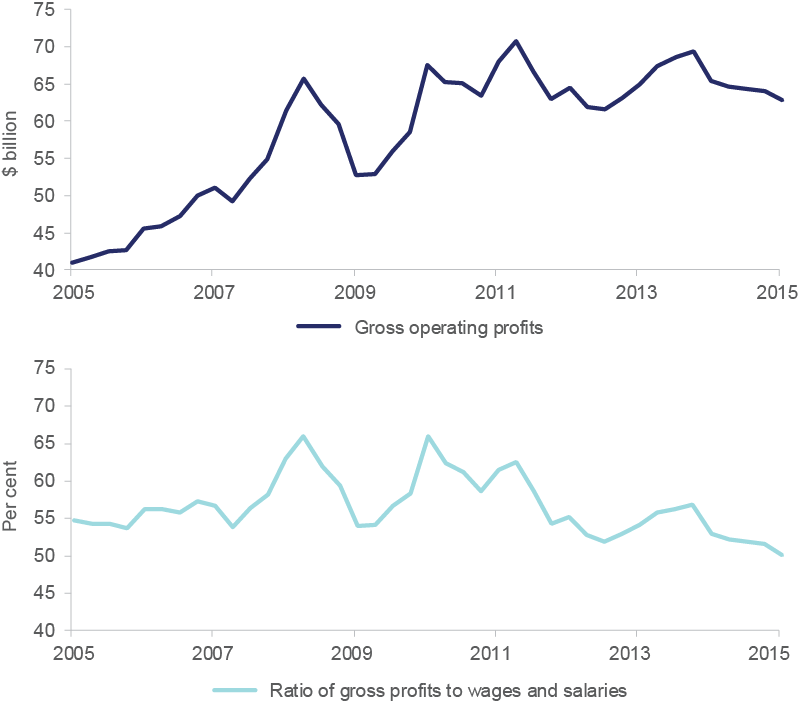 75
70
65
60
55
50
45
40
$ billion
2005 2007 2009 2011 2013 2015
Gross operating profits
75
70
65
60
55
50
45
40
Per cent
2005 2007 2009 2011 2013 2015
Ratio of gross profits to wages and salaries